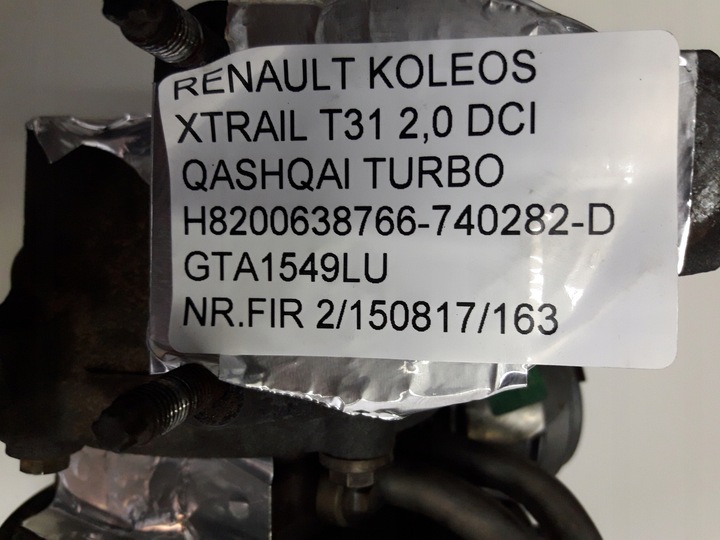 RENAULT KOLEOS
XTRAIL T31 2,0 DCI
QASHQAI TURBO
H8200638766-740282-D
GTA1549LU
NR.FIR 2/150817/163